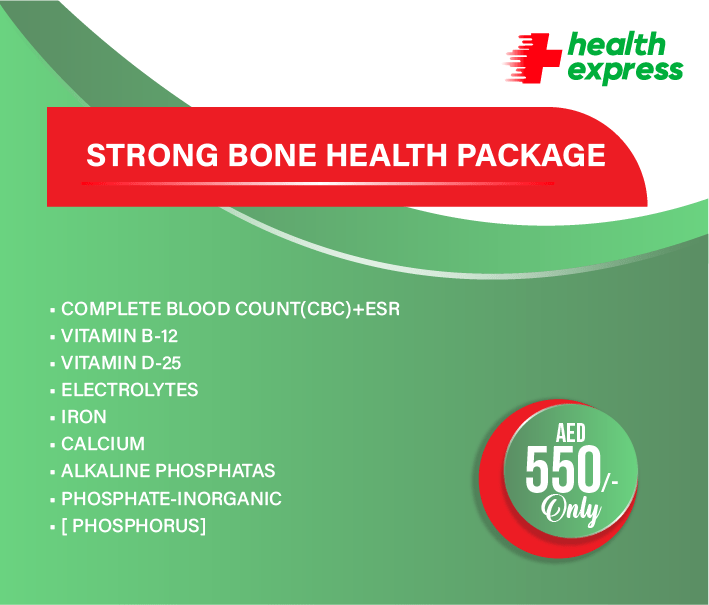 health
express
STRONG BONE HEALTH PACKAGE
▪ COMPLETE BLOOD COUNT(CBC)+ESR
▪ VITAMIN B-12
▪ VITAMIN D-25
▪ ELECTROLYTES
▪ IRON
▪ CALCIUM
▪ ALKALINE PHOSPHATAS
▪ PHOSPHATE-INORGANIC
▪ [ PHOSPHORUS]
AED
550/-
Only